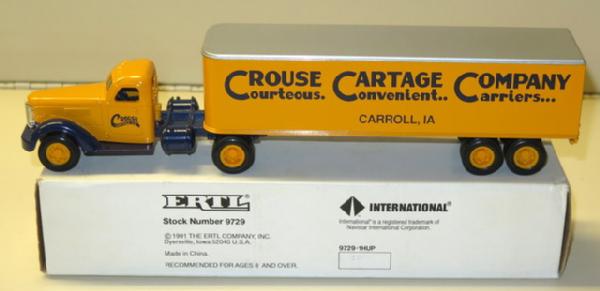 CROUSE CARTAGE COMPANY
Courteous. Convenient.. Carriers...
CARROLL, IA
CROUSE
ERTL
Stock Number 9729
© 1991 THE ERTL COMPANY, INC.
Dyersville, Iowa 52040 U.S.A.
Made in China.
RECOMMENDED FOR AGES 8 AND OVER.
INTERNATIONAL®
International® is a registered trademark of
Navistar International Corporation.
9729-1HUP